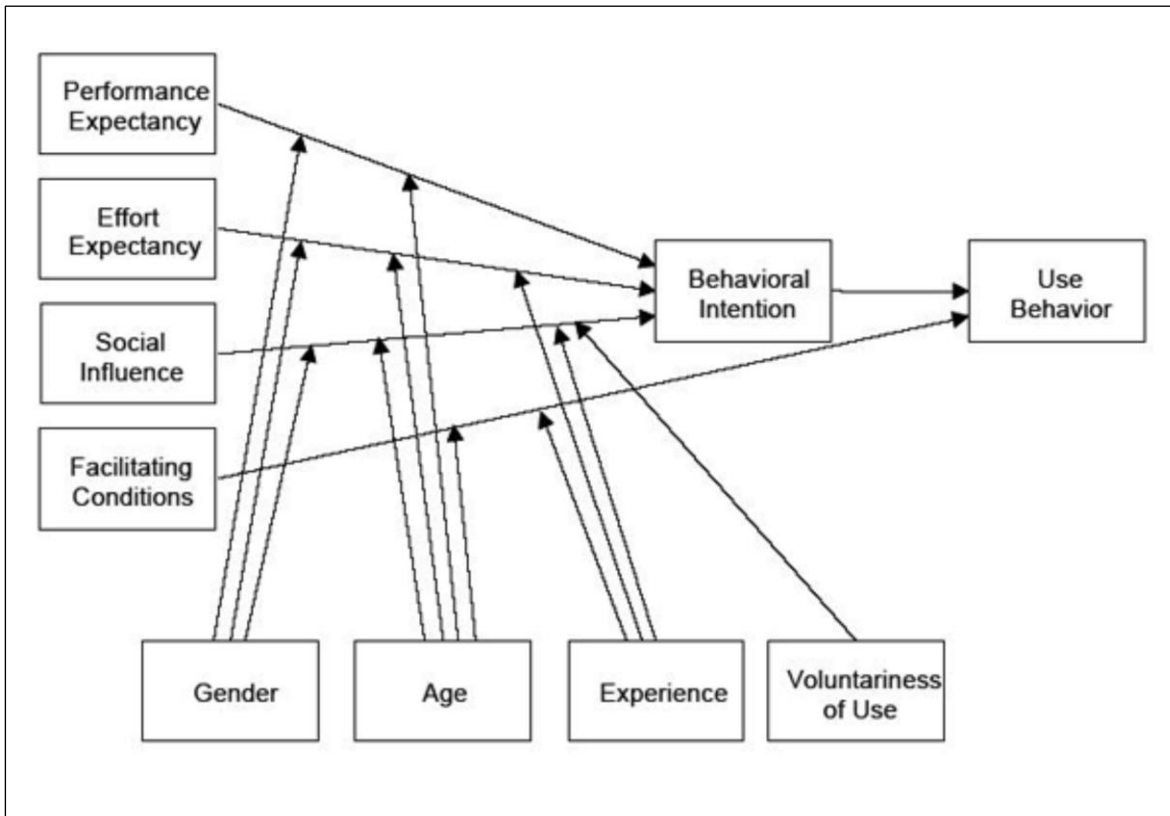 Performance
Expectancy
Effort
Expectancy
Social
Influence
Facilitating
Conditions
Behavioral
Intention
Use
Behavior
Gender
Age
Experience
Voluntariness
of Use